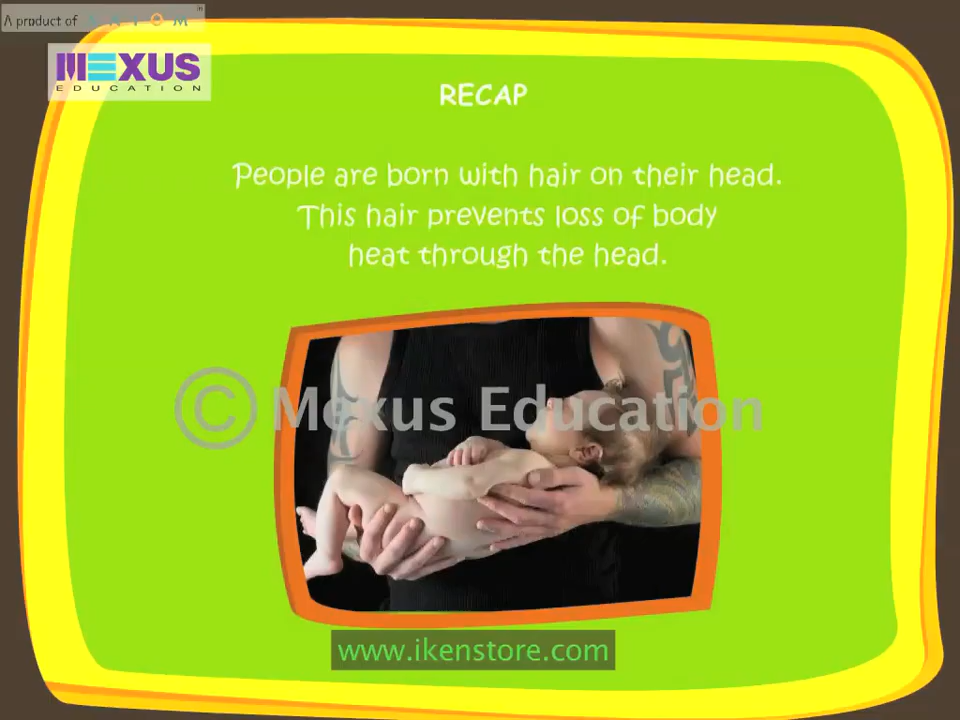 A product of
MEXUS
EDUCATION
RECAP
People are born with hair on their head.
This hair prevents loss of body
heat through the head.
© Mexus Education
www.ikenstore.com